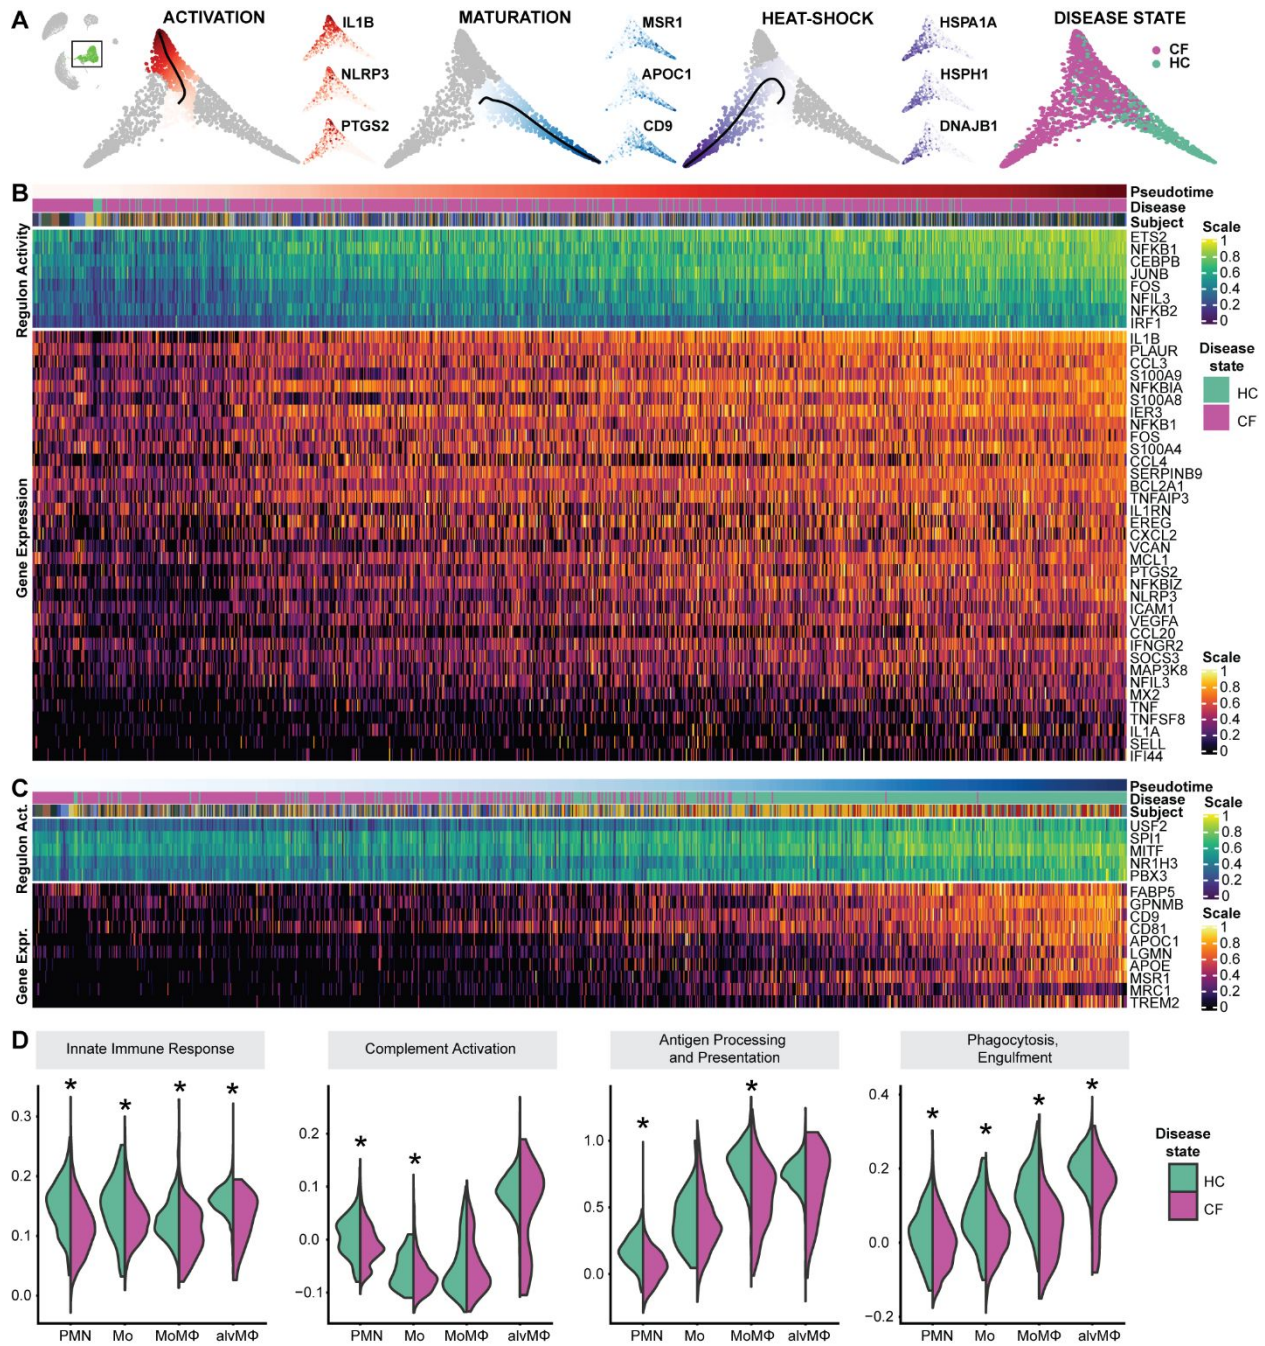 A
ACTIVATION
IL1B
NLRP3
PTGS2
MATURATION
MSR1
APOC1
CD9
HEAT-SHOCK
HSPA1A
HSPH1
DNAJB1
DISEASE STATE
CF
HC
B
Pseudotime
Disease
Subject
Regulon Activity
ETS2
NFKB1
CEBPB
JUNB
FOS
NFIL3
NFKB2
IRF1
Scale
1
0.8
0.6
0.4
0.2
0
Disease
state
HC
CF
Gene Expression
IL1B
PLAUR
CCL3
S100A9
NFKBIA
S100A8
IER3
NFKB1
FOS
S100A4
CCL4
SERPINB9
BCL2A1
TNFAIP3
IL1RN
EREG
CXCL2
VCAN
MCL1
PTGS2
NFKBIZ
NLRP3
ICAM1
VEGFA
CCL20
IFNGR2
SOCS3
MAP3K8
NFIL3
MX2
TNF
TNFSF8
IL1A
SELL
IFI44
Scale
1
0.8
0.6
0.4
0.2
0
C
Pseudotime
Disease
Subject
Regulon Act.
USF2
SPI1
MITF
NR1H3
PBX3
Scale
1
0.8
0.6
0.4
0.2
0
Gene Expr.
FABP5
GPNMB
CD9
CD81
APOC1
LGMN
APOE
MSR1
MRC1
TREM2
Scale
1
0.8
0.6
0.4
0.2
0
D
Innate Immune Response
0.3
0.2
0.1
0.0
* * * *
PMN Mo MoMΦ alvMΦ
Complement Activation
0.2
0.1
0.0
−0.1
* *
PMN Mo MoMΦ alvMΦ
Antigen Processing
and Presentation
1.0
0.5
0.0
* *
PMN Mo MoMΦ alvMΦ
Phagocytosis,
Engulfment
0.4
0.2
0.0
−0.2
* * * *
PMN Mo MoMΦ alvMΦ
Disease
state
HC
CF